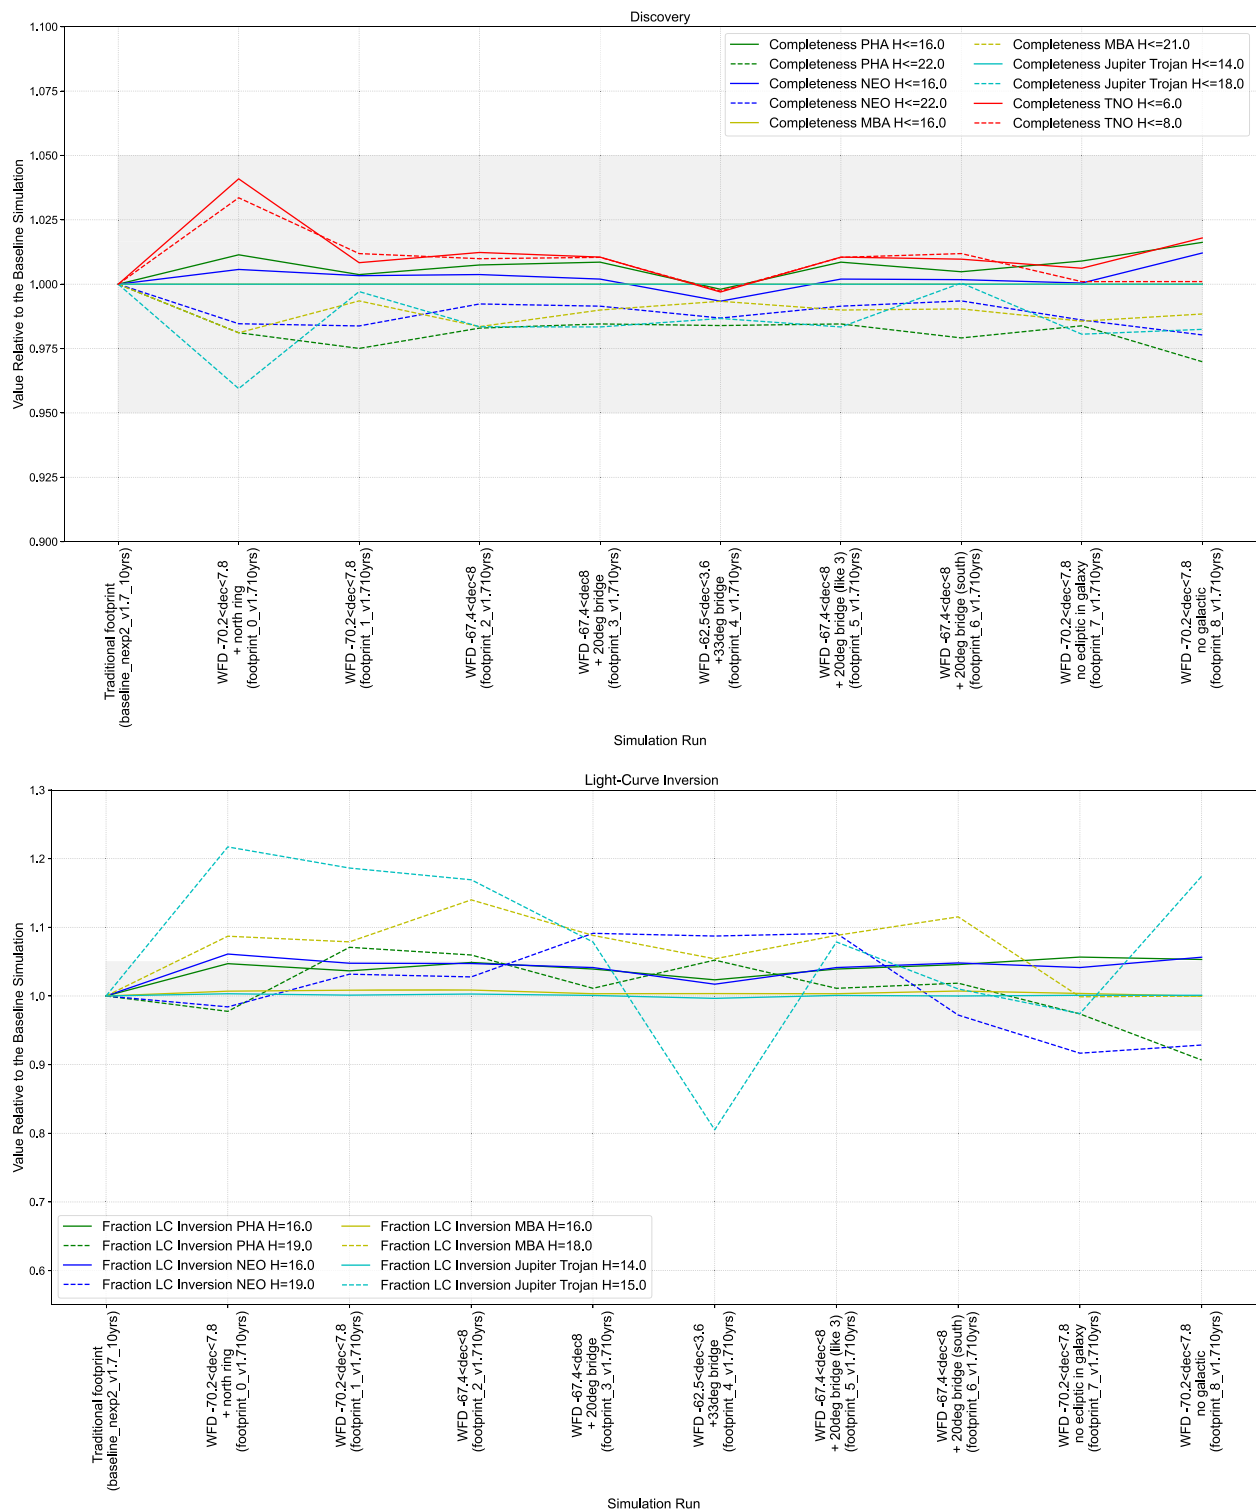 Discovery
Value Relative to the Baseline Simulation
1.100
1.075
1.050
1.025
1.000
0.975
0.950
0.925
0.900
Completeness PHA H<=16.0
Completeness PHA H<=22.0
Completeness NEO H<=16.0
Completeness NEO H<=22.0
Completeness MBA H<=16.0
Completeness MBA H<=21.0
Completeness Jupiter Trojan H<=14.0
Completeness Jupiter Trojan H<=18.0
Completeness TNO H<=6.0
Completeness TNO H<=8.0
Traditional footprint
(baseline_nexp2_v1.7_10yrs)
WFD -70.2<dec<7.8
+ north ring
(footprint_0_v1.710yrs)
WFD -70.2<dec<7.8
(footprint_1_v1.710yrs)
WFD -67.4<dec<8
(footprint_2_v1.710yrs)
WFD -67.4<dec8
+ 20deg bridge
(footprint_3_v1.710yrs)
WFD -62.5<dec<3.6
+33deg bridge
(footprint_4_v1.710yrs)
WFD -67.4<dec<8
+ 20deg bridge (like 3)
(footprint_5_v1.710yrs)
WFD -67.4<dec<8
+ 20deg bridge (south)
(footprint_6_v1.710yrs)
WFD -70.2<dec<7.8
no ecliptic in galaxy
(footprint_7_v1.710yrs)
WFD -70.2<dec<7.8
no galactic
(footprint_8_v1.710yrs)
Simulation Run
Light-Curve Inversion
Value Relative to the Baseline Simulation
1.3
1.2
1.1
1.0
0.9
0.8
0.7
0.6
Fraction LC Inversion PHA H=16.0
Fraction LC Inversion PHA H=19.0
Fraction LC Inversion NEO H=16.0
Fraction LC Inversion NEO H=19.0
Fraction LC Inversion MBA H=16.0
Fraction LC Inversion MBA H=18.0
Fraction LC Inversion Jupiter Trojan H=14.0
Fraction LC Inversion Jupiter Trojan H=15.0
Traditional footprint
(baseline_nexp2_v1.7_10yrs)
WFD -70.2<dec<7.8
+ north ring
(footprint_0_v1.710yrs)
WFD -70.2<dec<7.8
(footprint_1_v1.710yrs)
WFD -67.4<dec<8
(footprint_2_v1.710yrs)
WFD -67.4<dec8
+ 20deg bridge
(footprint_3_v1.710yrs)
WFD -62.5<dec<3.6
+33deg bridge
(footprint_4_v1.710yrs)
WFD -67.4<dec<8
+ 20deg bridge (like 3)
(footprint_5_v1.710yrs)
WFD -67.4<dec<8
+ 20deg bridge (south)
(footprint_6_v1.710yrs)
WFD -70.2<dec<7.8
no ecliptic in galaxy
(footprint_7_v1.710yrs)
WFD -70.2<dec<7.8
no galactic
(footprint_8_v1.710yrs)
Simulation Run